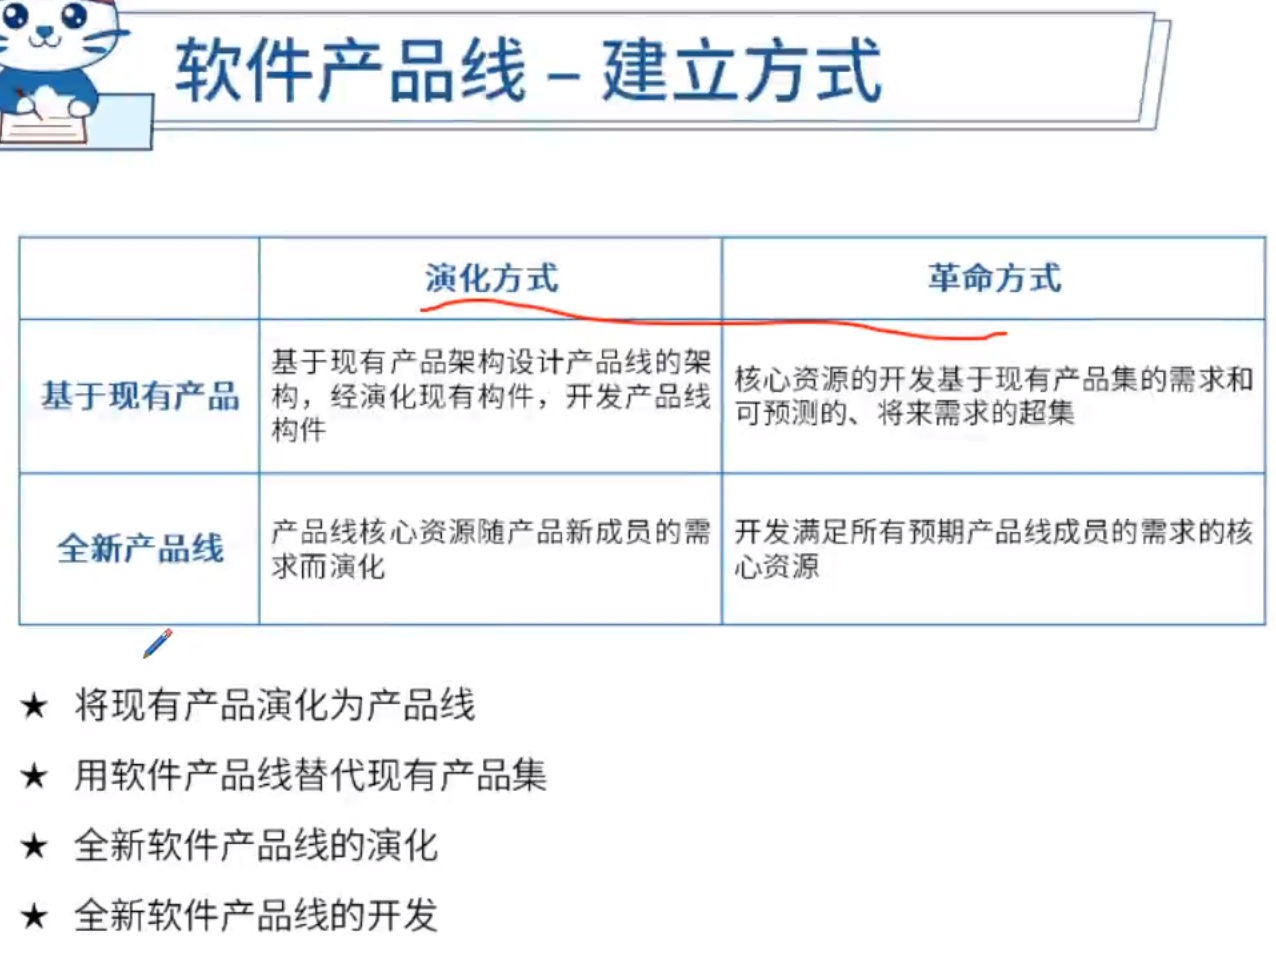 软件产品线 – 建立方式
演化方式
革命方式
基于现有产品
基于现有产品架构设计产品线的架
构，经演化现有构件，开发产品线
构件
核心资源的开发基于现有产品集的需求和
可预测的、将来需求的超集
全新产品线
产品线核心资源随产品新成员的需
求而演化
开发满足所有预期产品线成员的需求的核
心资源
★ 将现有产品演化为产品线
★ 用软件产品线替代现有产品集
★ 全新软件产品线的演化
★ 全新软件产品线的开发